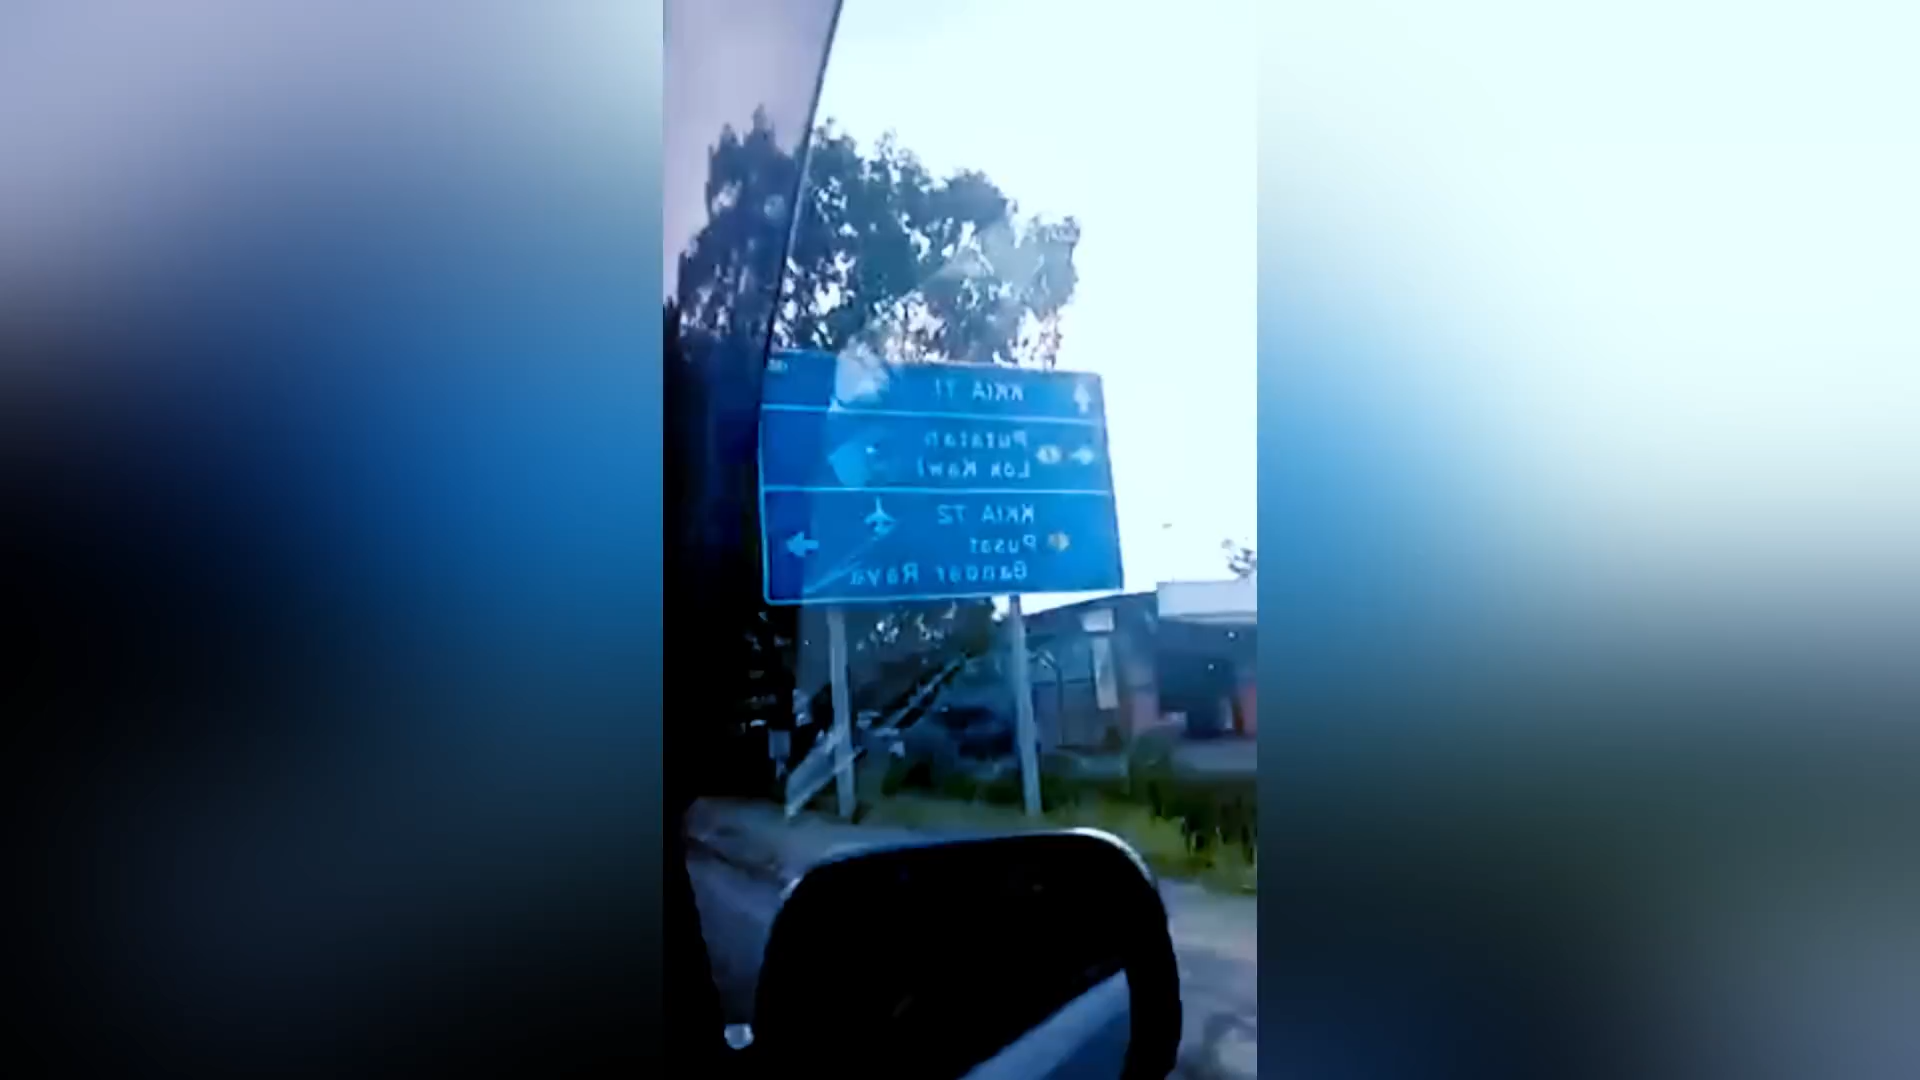 KKIA T1
Putatan
Lok Kawi
KKIA T2
Pusat
Bandar Raya